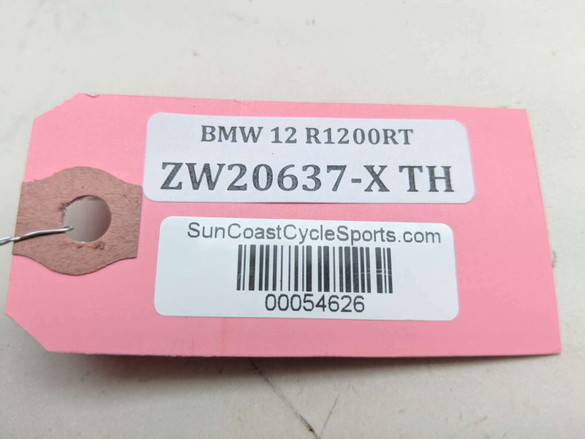 BMW 12 R1200RT
ZW20637-X TH
SunCoastCycleSports.com
00054626